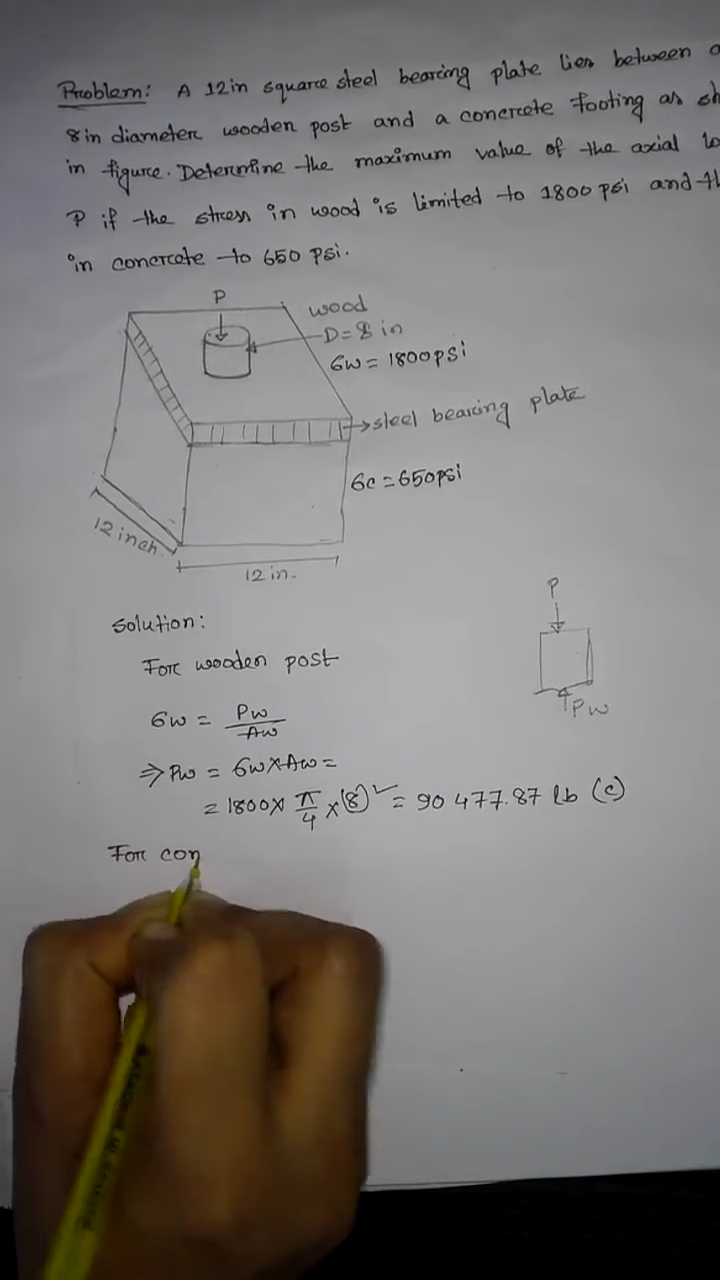 Problem: A 12in square steel bearing plate lies between
8in diameter wooden post and a concrete footing as
in figure. Determine the maximum value of the axial
P if the stress in wood is limited to 1800 psi and
in concrete to 650 psi.
P
wood
D = 8 in
σw = 1800psi
steel bearing plate
σc = 650psi
12 inch.
12 in.
Solution:
P
For wooden post
σw = Pw / Aw
Pw
⇒ Pw = σw × Aw =
= 1800 × π/4 × (8)² = 90 477.87 lb (c)
For con